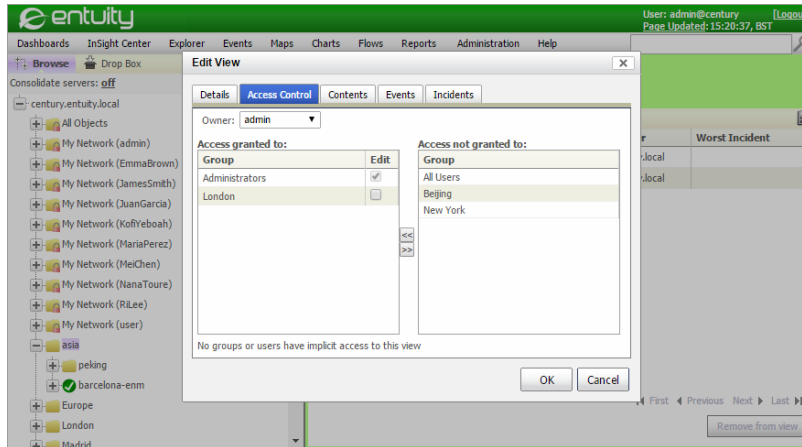 entuity
User: admin@century
[Logou
Page Updated: 15:20:37, BST
Dashboards InSight Center Explorer Events Maps Charts Flows Reports Administration Help
Browse Drop Box
Consolidate servers: off
century.entuity.local
All Objects
My Network (admin)
My Network (EmmaBrown)
My Network (JamesSmith)
My Network (JuanGarcia)
My Network (KofiYeboah)
My Network (MariaPerez)
My Network (MeiChen)
My Network (NanaToure)
My Network (RiLee)
My Network (user)
asia
peking
barcelona-enm
Europe
London
Madrid
Edit View
Details Access Control Contents Events Incidents
Owner: admin
Access granted to:
Group Edit
Administrators
London
<<
>>
Access not granted to:
Group
All Users
Beijing
New York
No groups or users have implicit access to this view
OK Cancel
r Worst Incident
.local
.local
First Previous Next Last
Remove from view